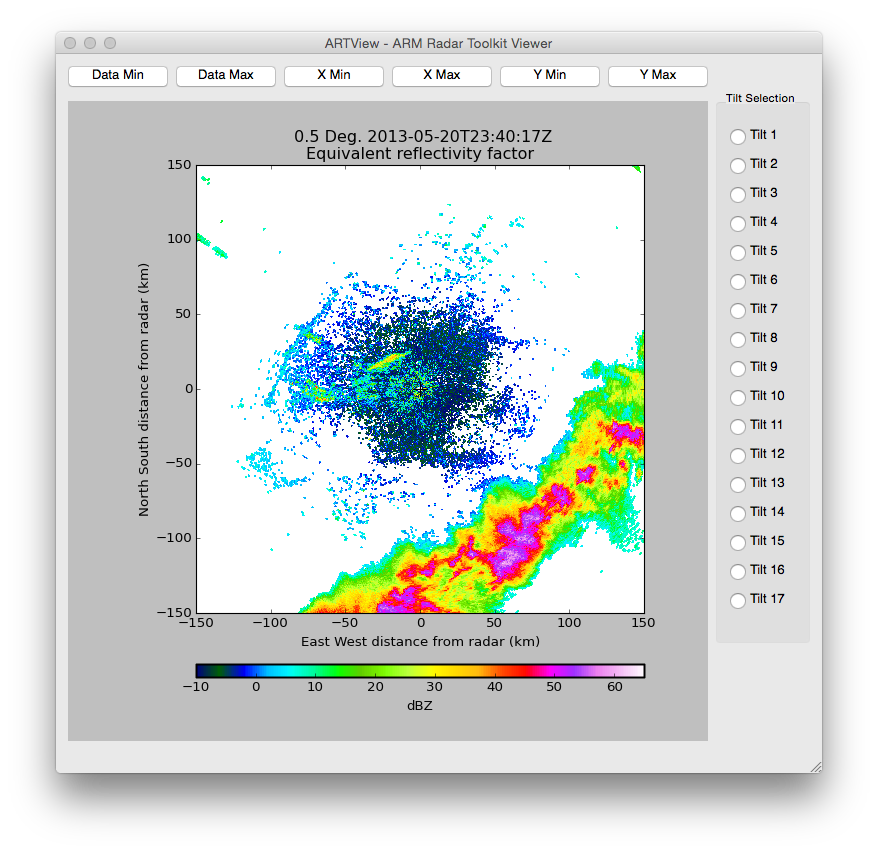 ARTView - ARM Radar Toolkit Viewer
Data Min Data Max X Min X Max Y Min Y Max
Tilt Selection
Tilt 1
Tilt 2
Tilt 3
Tilt 4
Tilt 5
Tilt 6
Tilt 7
Tilt 8
Tilt 9
Tilt 10
Tilt 11
Tilt 12
Tilt 13
Tilt 14
Tilt 15
Tilt 16
Tilt 17
0.5 Deg. 2013-05-20T23:40:17Z
Equivalent reflectivity factor
North South distance from radar (km)
150
100
50
0
−50
−100
−150
−150 −100 −50 0 50 100 150
East West distance from radar (km)
−10 0 10 20 30 40 50 60
dBZ